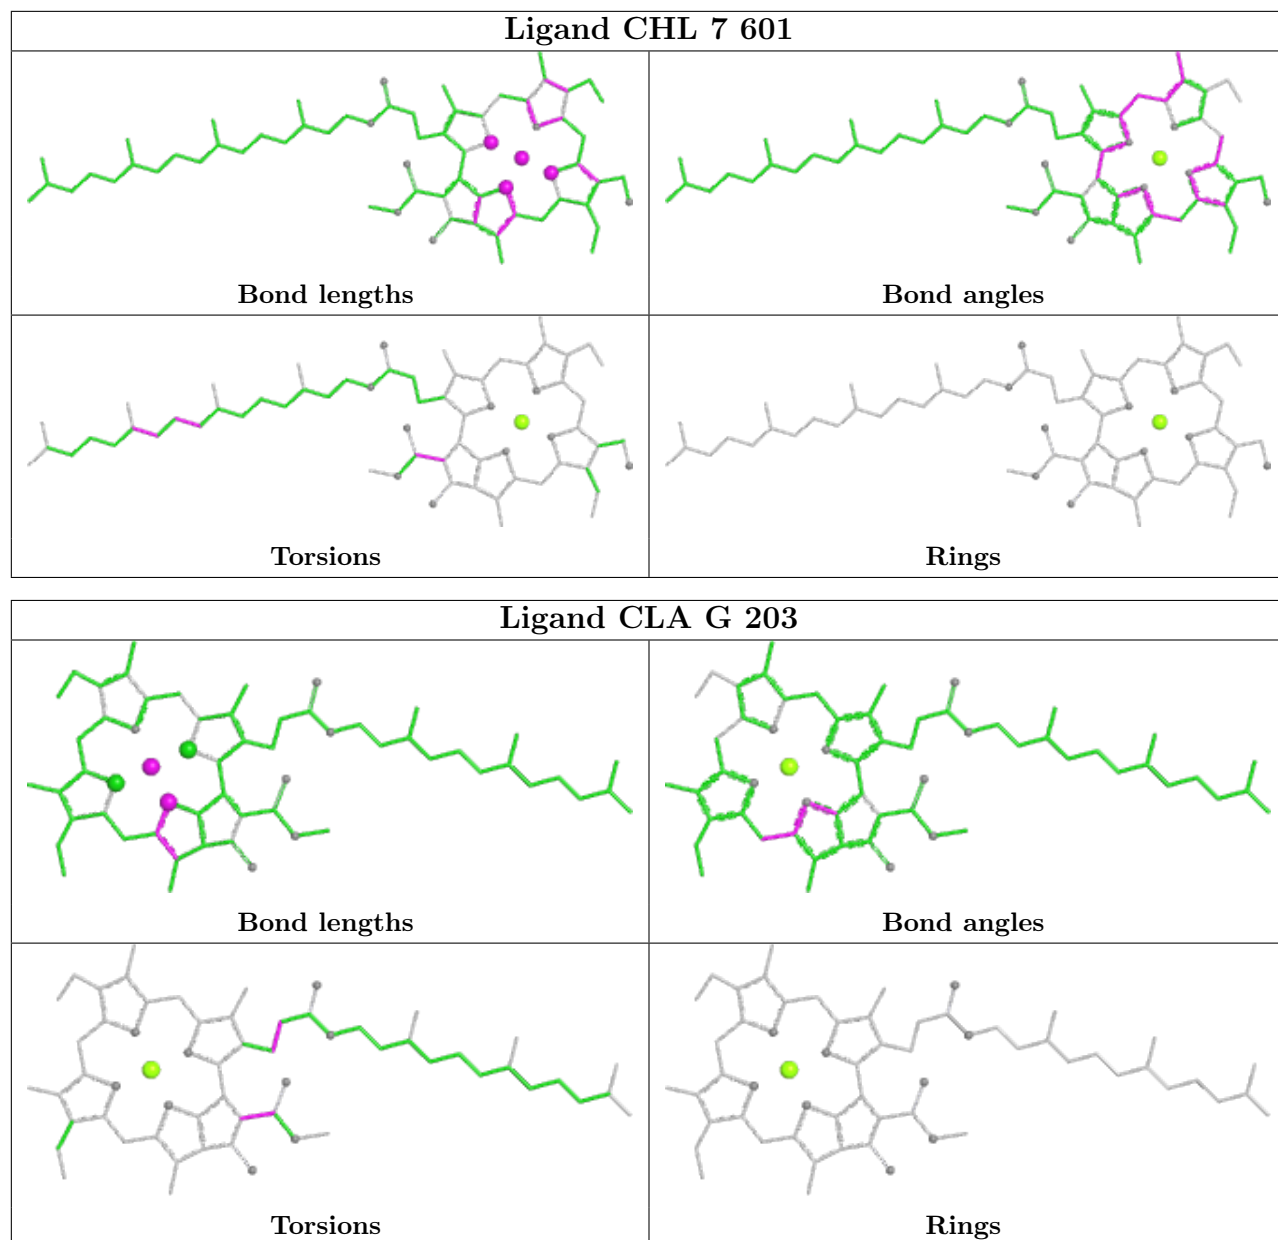 Ligand CHL 7 601
Bond lengths
Bond angles
Torsions
Rings
Ligand CLA G 203
Bond lengths
Bond angles
Torsions
Rings